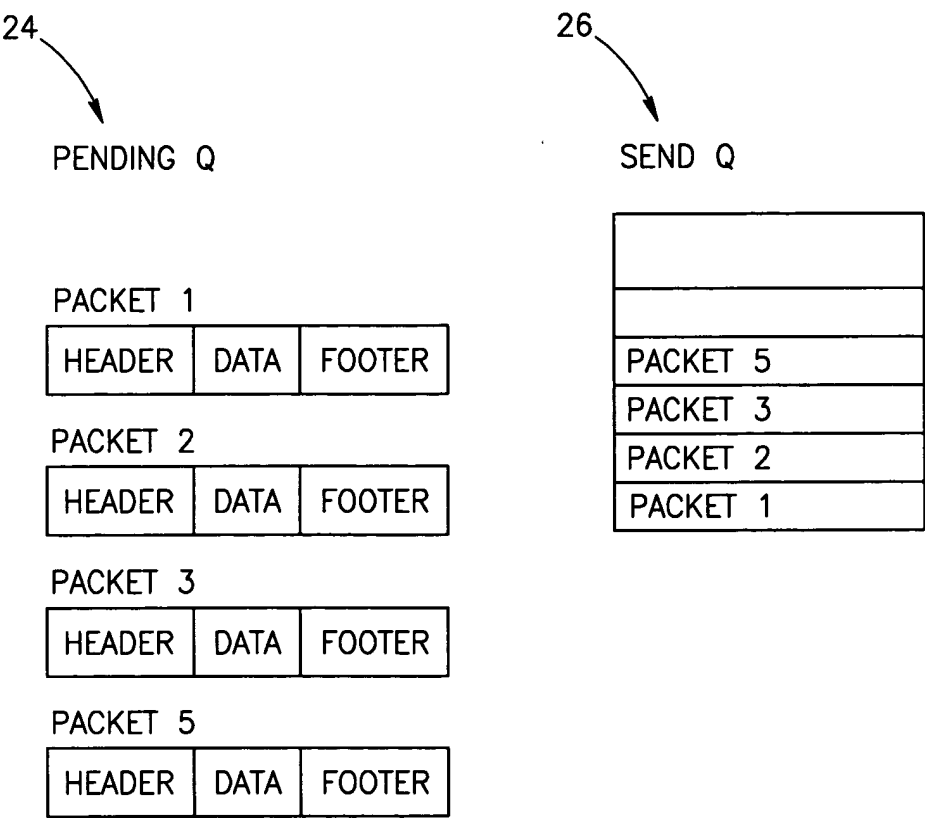 24
PENDING Q
PACKET 1
HEADER DATA FOOTER
PACKET 2
HEADER DATA FOOTER
PACKET 3
HEADER DATA FOOTER
PACKET 5
HEADER DATA FOOTER
26
SEND Q
PACKET 5
PACKET 3
PACKET 2
PACKET 1